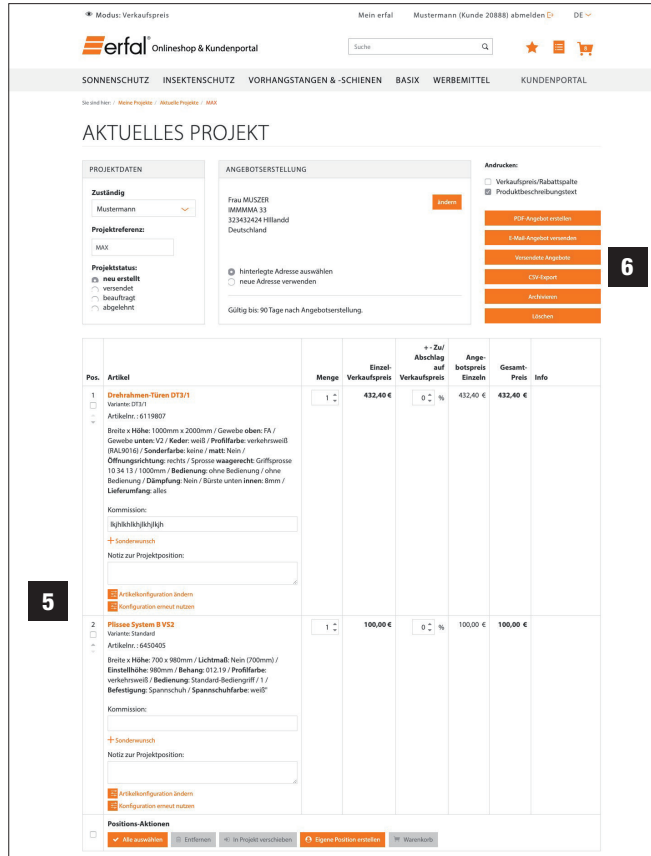 Modus: Verkaufspreis
Mein erfal
Mustermann (Kunde 20888) abmelden
DE
erfal® Onlineshop & Kundenportal
Suche
SONNENSCHUTZ INSEKTENSCHUTZ VORHANGSTANGEN & -SCHIENEN BASIX WERBEMITTEL KUNDENPORTAL
Sie sind hier: / Meine Projekte / Aktuelle Projekte / MAX
AKTUELLES PROJEKT
PROJEKTDATEN
Zuständig
Mustermann
Projektreferenz:
MAX
Projektstatus:
neu erstellt
versendet
beauftragt
abgelehnt
ANGEBOTSERSTELLUNG
Frau MUSZER
IMMMMA 33
323432424 HIllandd
Deutschland
ändern
hinterlegte Adresse auswählen
neue Adresse verwenden
Gültig bis: 90 Tage nach Angebotserstellung.
Andrucken:
Verkaufspreis/Rabattspalte
Produktbeschreibungstext
PDF-Angebot erstellen
E-Mail-Angebot versenden
Versendete Angebote
CSV-Export
Archivieren
Löschen
6
Pos. Artikel Menge Einzel-Verkaufspreis + - Zu/Abschlag auf Verkaufspreis Ange-botspreis Einzeln Gesamt-Preis Info
1 Drehrahmen-Türen DT3/1 1 432,40 € 0 % 432,40 € 432,40 €
Variante: DT3/1
Artikelnr. : 6119807
Breite x Höhe: 1000mm x 2000mm / Gewebe oben: FA /
Gewebe unten: V2 / Keder: weiß / Profilfarbe: verkehrsweiß
(RAL9016) / Sonderfarbe: keine / matt: Nein /
Öffnungsrichtung: rechts / Sprosse waagerecht: Griffsprosse
10 34 13 / 1000mm / Bedienung: ohne Bedienung / ohne
Bedienung / Dämpfung: Nein / Bürste unten innen: 8mm /
Lieferumfang: alles
Kommission:
lkjhlkhlkhjlkhjlkjh
+ Sonderwunsch
Notiz zur Projektposition:
Artikelkonfiguration ändern
Konfiguration erneut nutzen
5
2 Plissee System B VS2 1 100,00 € 0 % 100,00 € 100,00 €
Variante: Standard
Artikelnr. : 6450405
Breite x Höhe: 700 x 980mm / Lichtmaß: Nein (700mm) /
Einstellhöhe: 980mm / Behang: 012.19 / Profilfarbe:
verkehrsweiß / Bedienung: Standard-Bediengriff / 1 /
Befestigung: Spannschuh / Spannschuhfarbe: weiß"
Kommission:
+ Sonderwunsch
Notiz zur Projektposition:
Artikelkonfiguration ändern
Konfiguration erneut nutzen
Positions-Aktionen
Alle auswählen
Entfernen
In Projekt verschieben
Eigene Position erstellen
Warenkorb